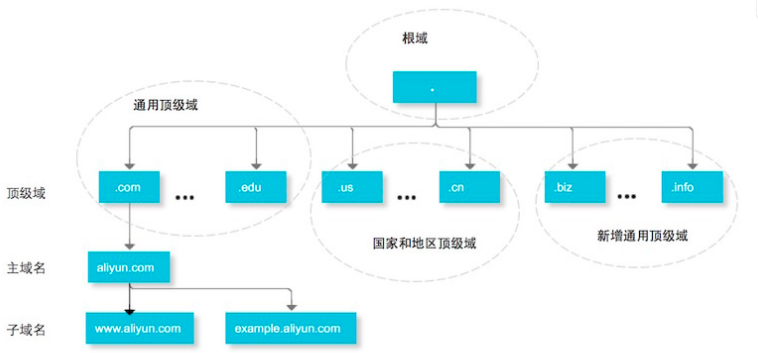 根域
.
通用顶级域
顶级域
.com
...
.edu
.us
...
.cn
.biz
...
.info
国家和地区顶级域
新增通用顶级域
主域名
aliyun.com
子域名
www.aliyun.com
example.aliyun.com